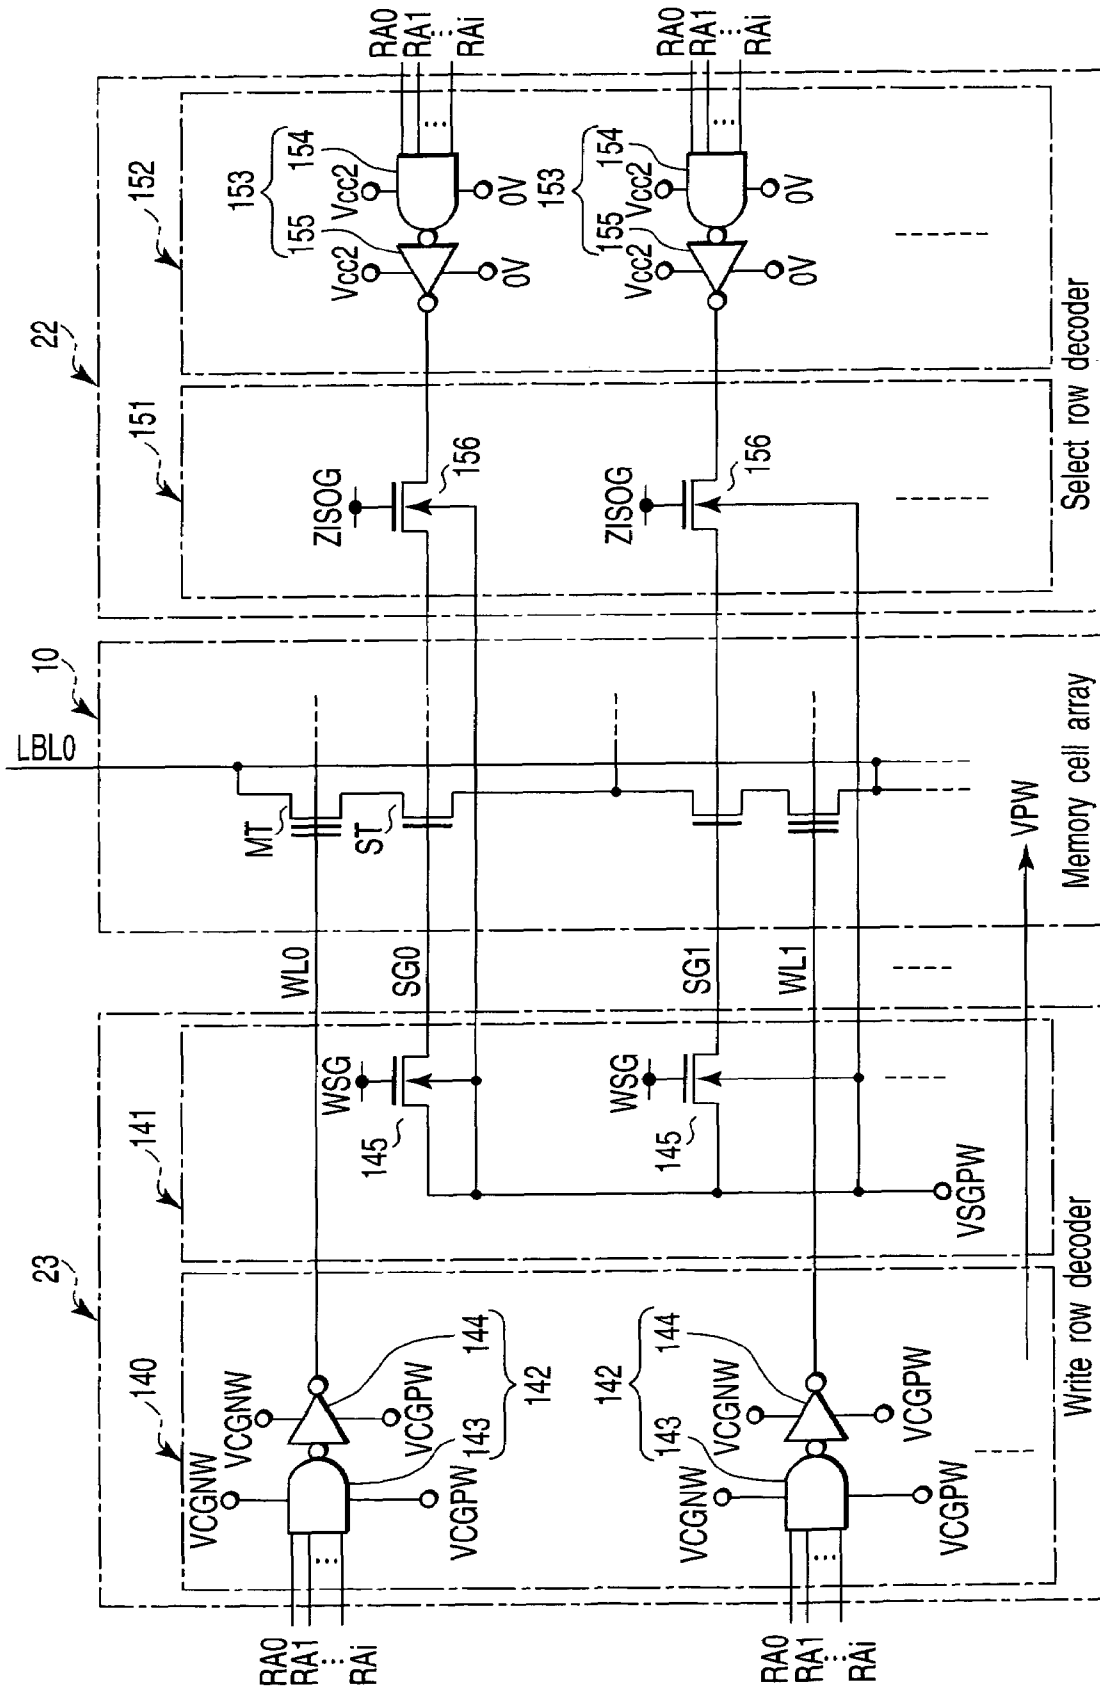 LBL0
23
10
22
140
141
151
152
RA0
RA1
RAi
VCGNW
VCGNW
VCGPW
VCGPW
143
144
142
WL0
MT
ST
SG0
WSG
145
ZISOG
156
Vcc2
Vcc2
0V
0V
155
154
153
RA0
RA1
RAi
RA0
RA1
RAi
VCGNW
VCGNW
VCGPW
VCGPW
143
144
142
WL1
SG1
WSG
145
ZISOG
156
Vcc2
Vcc2
0V
0V
155
154
153
RA0
RA1
RAi
VSGPW
VPW
Write row decoder
Memory cell array
Select row decoder